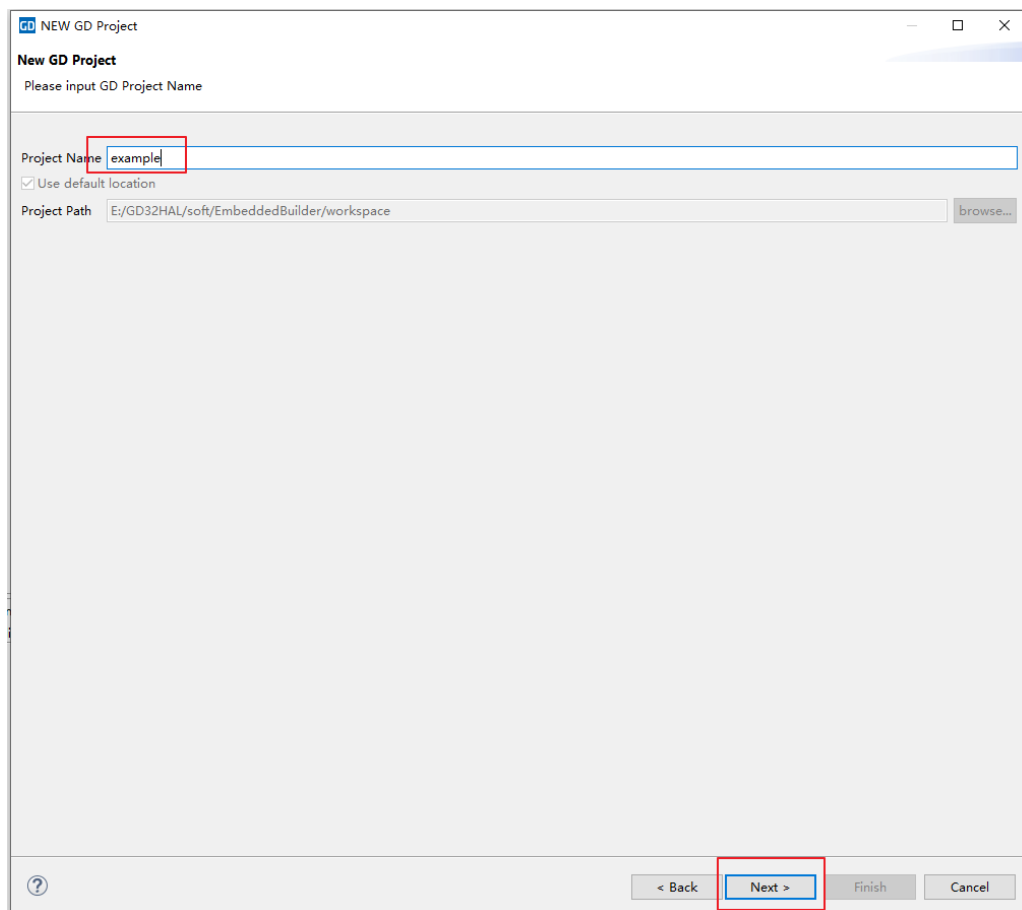 GD NEW GD Project
New GD Project
Please input GD Project Name
Project Name example
Use default location
Project Path E:/GD32HAL/soft/EmbeddedBuilder/workspace browse...
? < Back Next > Finish Cancel